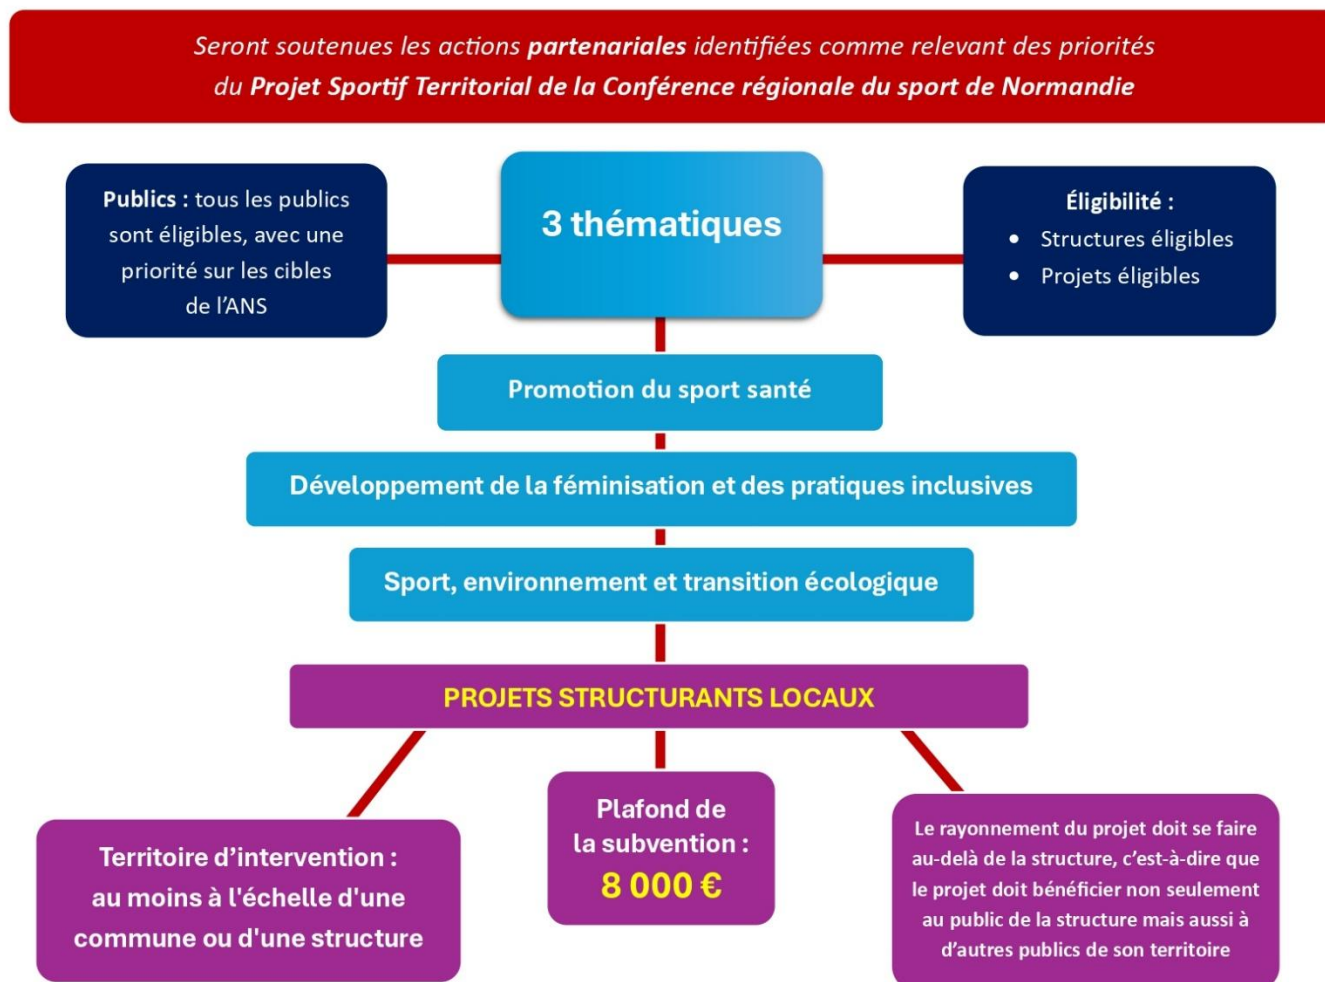 Seront soutenues les actions partenariales identifiées comme relevant des priorités
du Projet Sportif Territorial de la Conférence régionale du sport de Normandie
Publics : tous les publics
sont éligibles, avec une
priorité sur les cibles
de l'ANS
3 thématiques
Éligibilité :
• Structures éligibles
• Projets éligibles
Promotion du sport santé
Développement de la féminisation et des pratiques inclusives
Sport, environnement et transition écologique
PROJETS STRUCTURANTS LOCAUX
Territoire d'intervention :
au moins à l'échelle d'une
commune ou d'une structure
Plafond de
la subvention :
8 000 €
Le rayonnement du projet doit se faire
au-delà de la structure, c'est-à-dire que
le projet doit bénéficier non seulement
au public de la structure mais aussi à
d'autres publics de son territoire